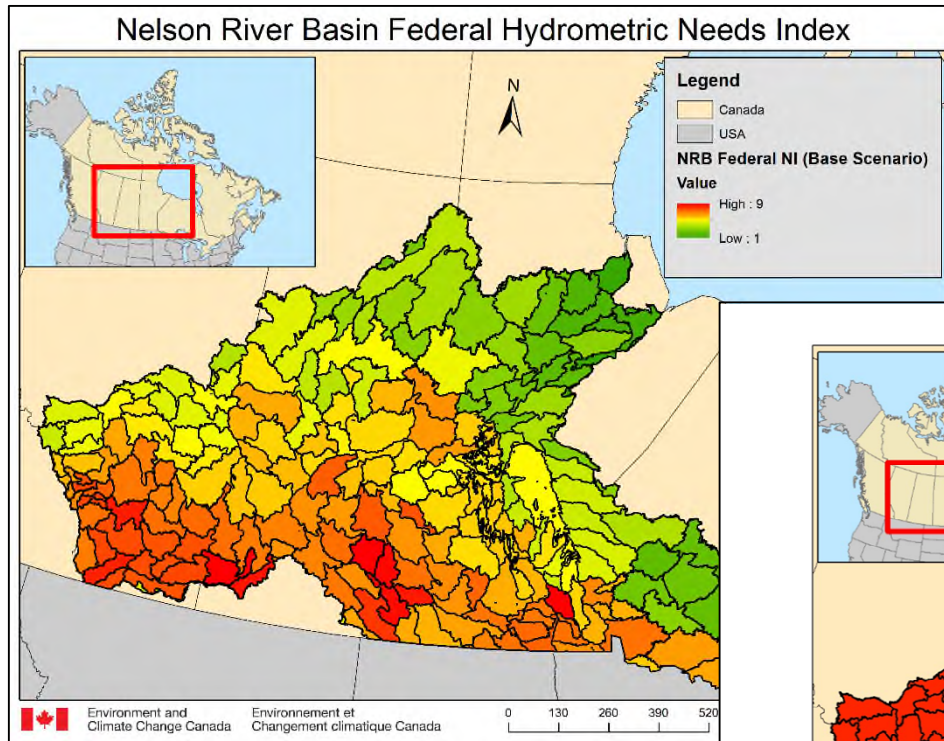 Nelson River Basin Federal Hydrometric Needs Index
N
Legend
Canada
USA
NRB Federal NI (Base Scenario)
Value
High : 9
Low : 1
Environment and
Climate Change Canada
Environnement et
Changement climatique Canada
0 130 260 390 520